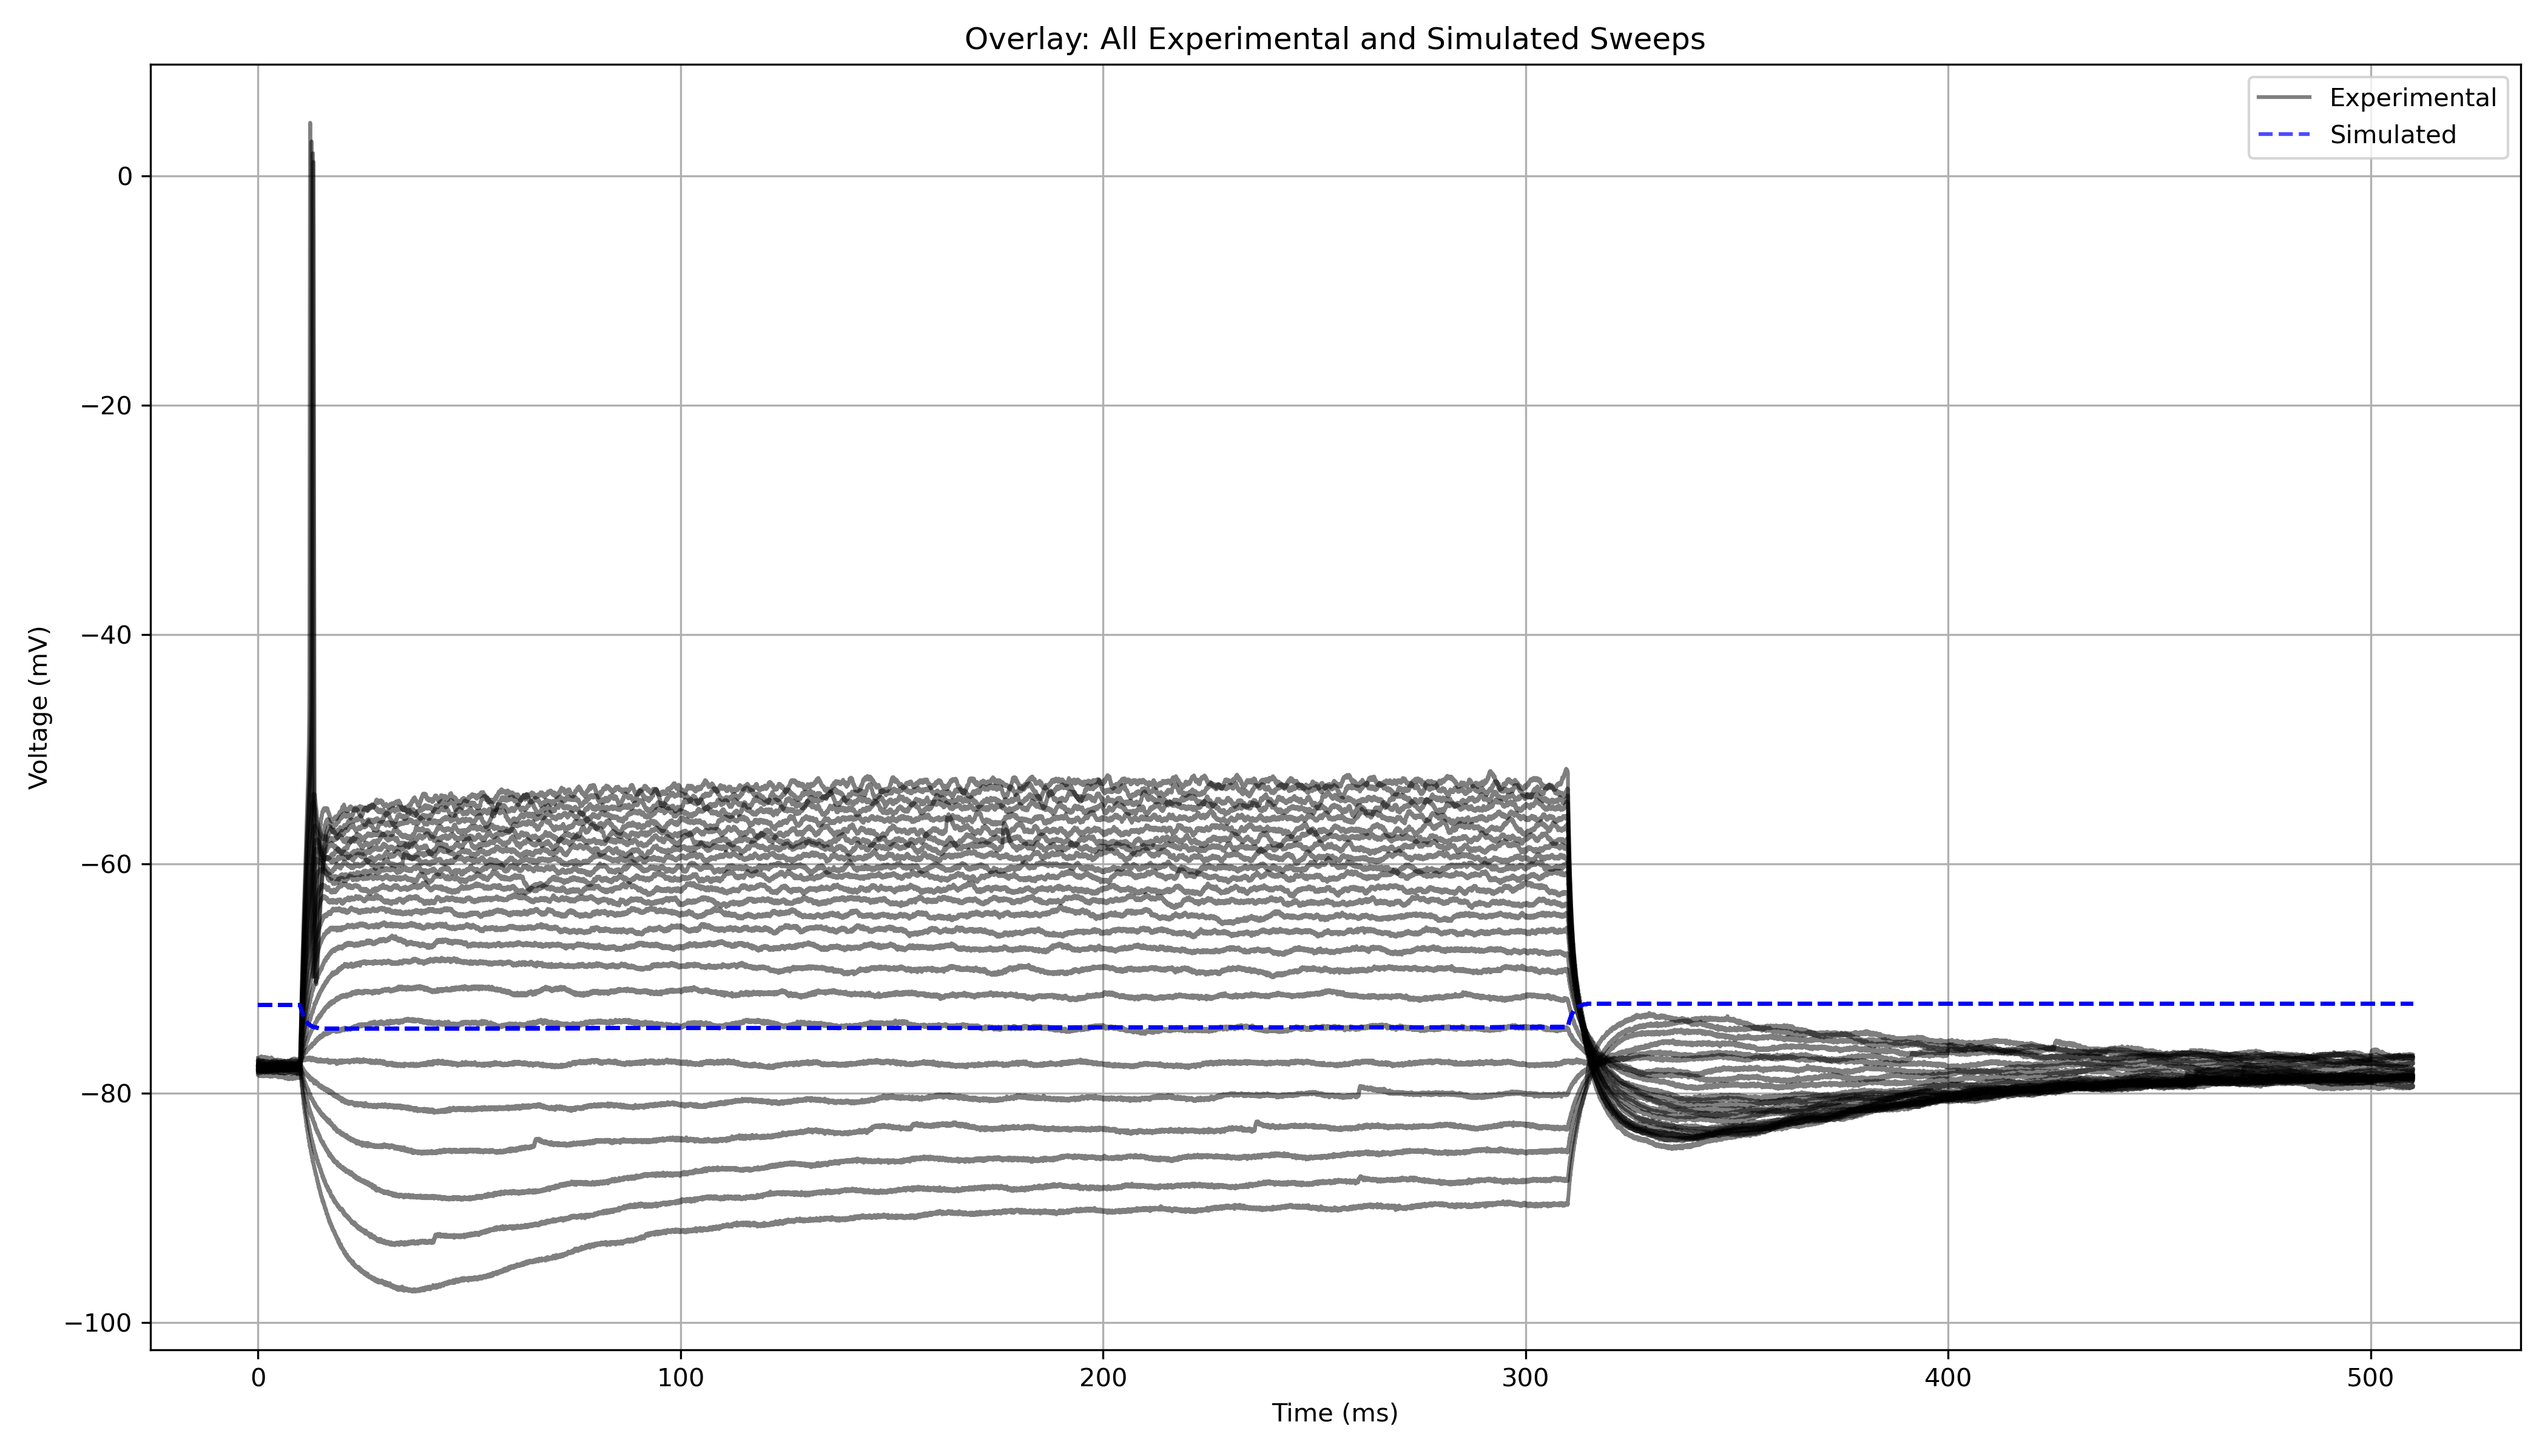 Overlay: All Experimental and Simulated Sweeps
Experimental
Simulated
Voltage (mV)
0
−20
−40
−60
−80
−100
0 100 200 300 400 500
Time (ms)